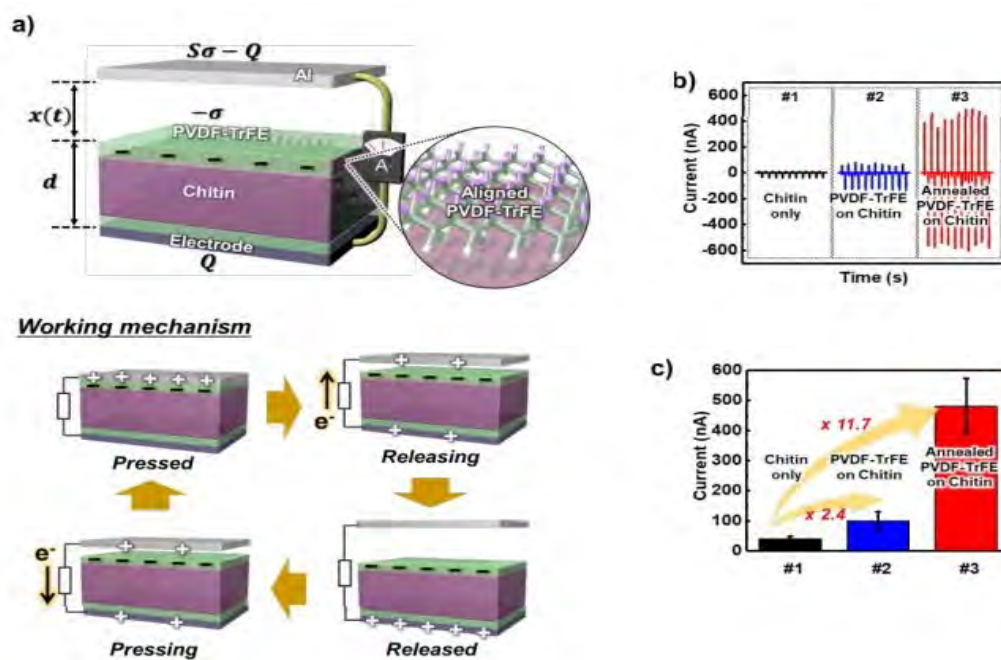 a)
Sσ − Q
Al
x(t)
−σ
PVDF-TrFE
A
d
Chitin
Aligned
PVDF-TrFE
Electrode
Q
Working mechanism
+ + + + +
Pressed
e-
+ +
+ +
Releasing
e-
+ +
+ +
Pressing
+ + + + +
Released
b)
Current (nA)
600
400
200
0
-200
-400
-600
#1
#2
#3
Chitin
only
PVDF-TrFE
on Chitin
Annealed
PVDF-TrFE
on Chitin
Time (s)
c)
Current (nA)
600
500
400
300
200
100
0
x 11.7
x 2.4
Chitin
only
PVDF-TrFE
on Chitin
Annealed
PVDF-TrFE
on Chitin
#1
#2
#3